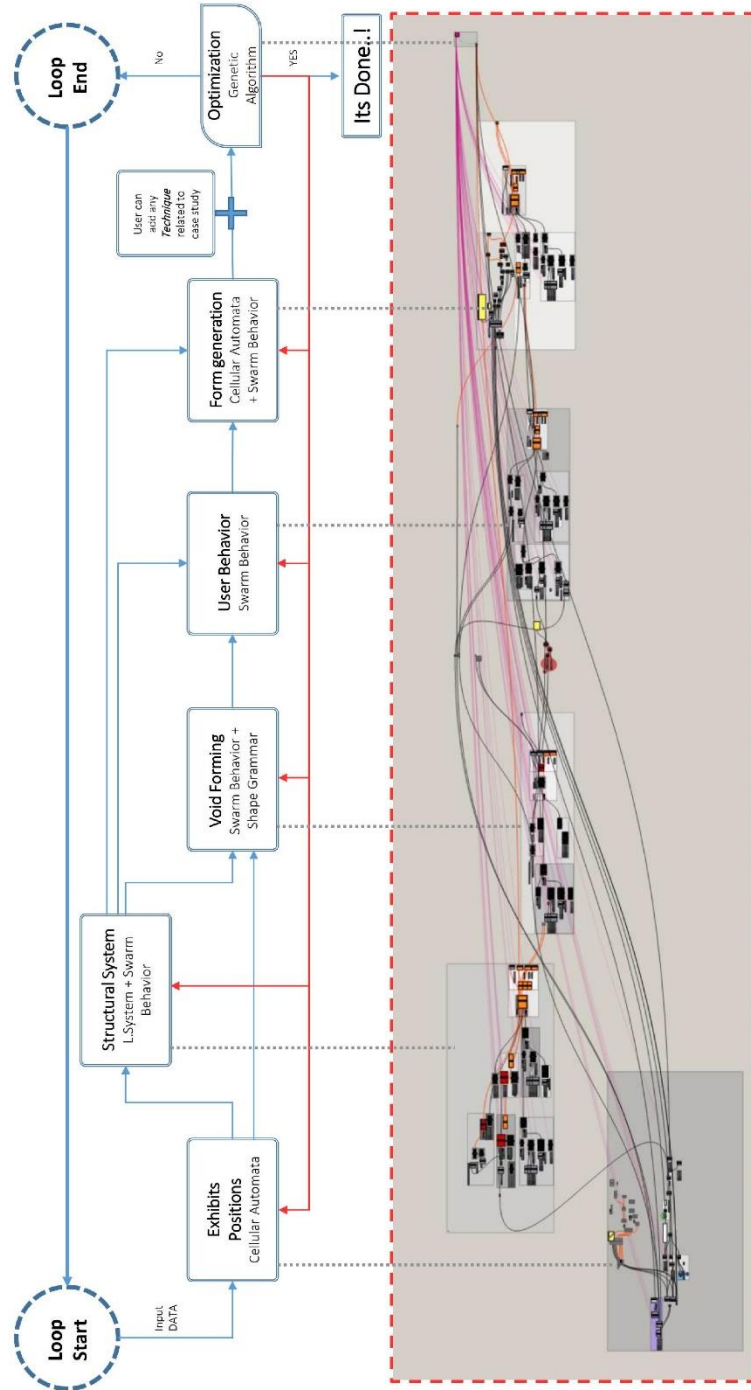 Loop
Start
Input
DATA
Exhibits
Positions
Cellular Automata
Structural System
L.System + Swarm
Behavior
Void Forming
Swarm Behavior +
Shape Grammar
User Behavior
Swarm Behavior
Form generation
Cellular Automata
+ Swarm Behavior
User can
add any
Technique
related to
case study
Optimization
Genetic
Algorithm
No
YES
Loop
End
Its Done..!